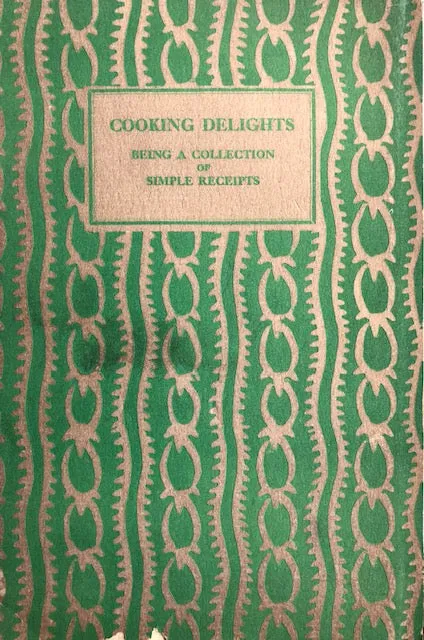 COOKING DELIGHTS
BEING A COLLECTION
OF
SIMPLE RECEIPTS